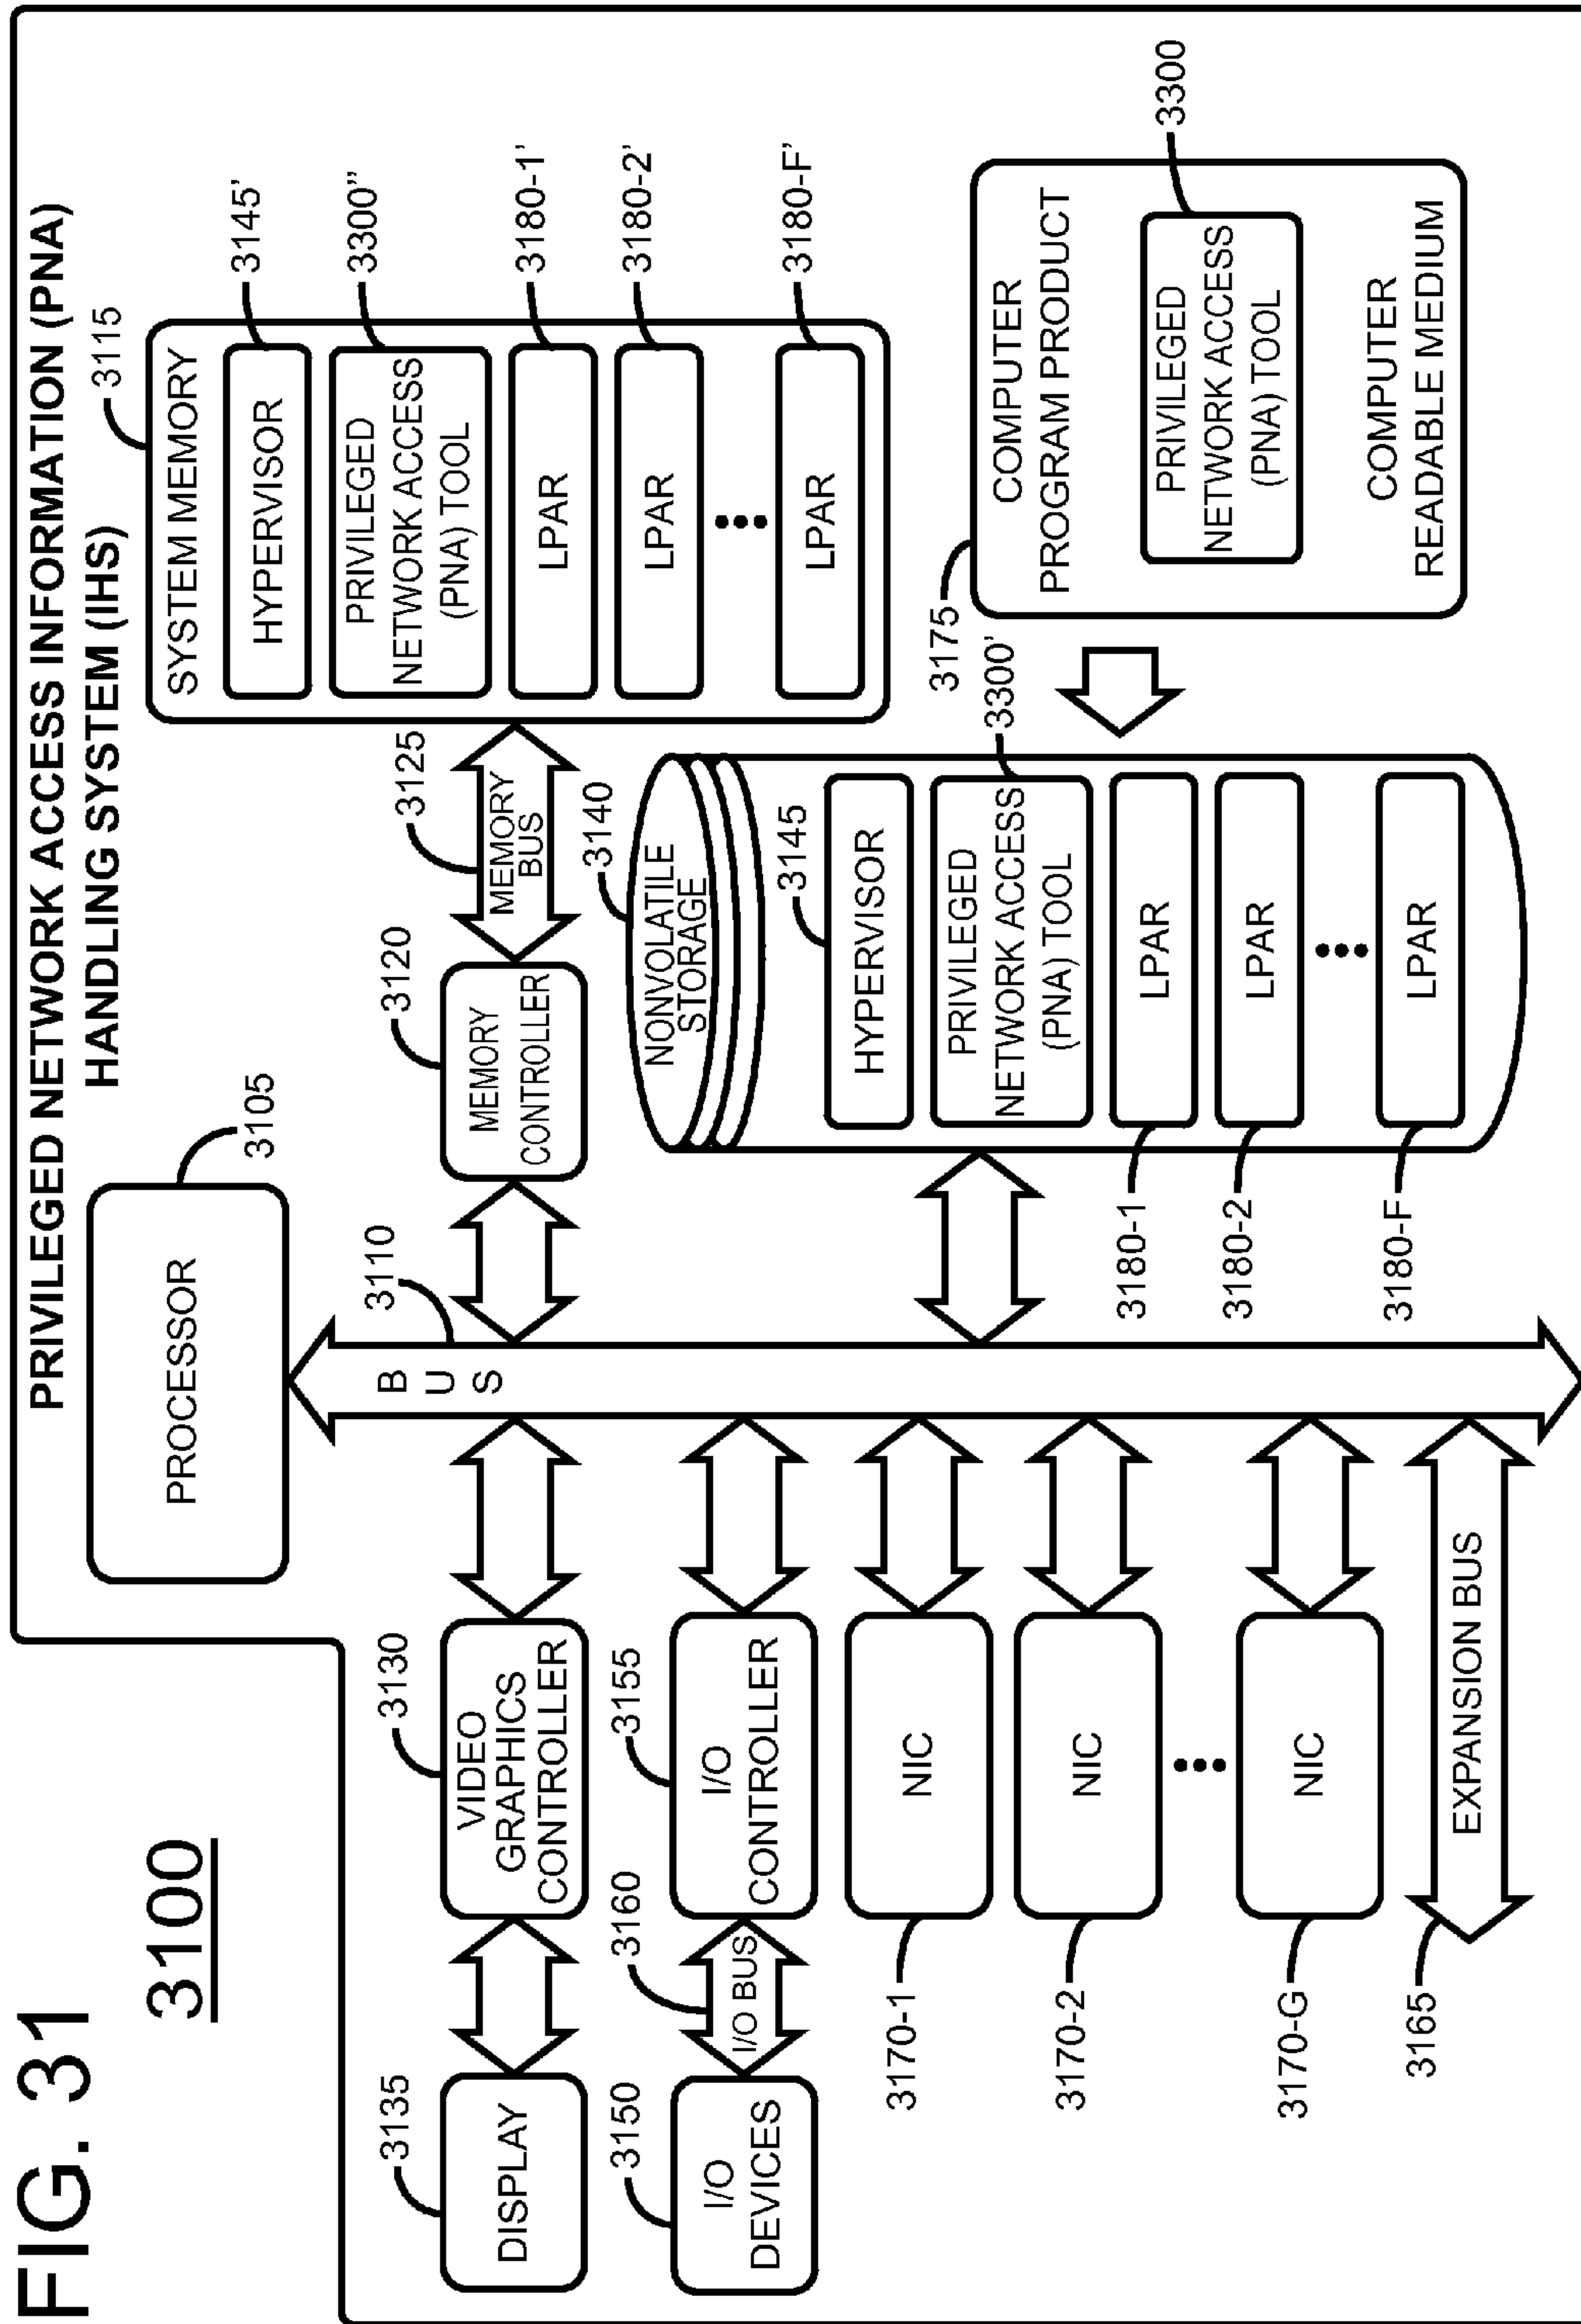 FIG. 31
3100
PRIVILEGED NETWORK ACCESS INFORMATION (PNA)
HANDLING SYSTEM (IHS)
PROCESSOR
3105
3110
B
U
S
3135
DISPLAY
3130
VIDEO
GRAPHICS
CONTROLLER
3120
MEMORY
CONTROLLER
3125
MEMORY
BUS
3115
SYSTEM MEMORY
HYPERVISOR
3145’
PRIVILEGED
NETWORK ACCESS
(PNA) TOOL
3300”
LPAR
3180-1’
LPAR
3180-2’
LPAR
3180-F’
3150
I/O
DEVICES
3160
I/O BUS
3155
I/O
CONTROLLER
3140
NONVOLATILE
STORAGE
3145
HYPERVISOR
PRIVILEGED
NETWORK ACCESS
(PNA) TOOL
3300’
LPAR
3180-1
LPAR
3180-2
LPAR
3180-F
3175
COMPUTER
PROGRAM PRODUCT
PRIVILEGED
NETWORK ACCESS
(PNA) TOOL
3300
COMPUTER
READABLE MEDIUM
NIC
3170-1
NIC
3170-2
NIC
3170-G
EXPANSION BUS
3165